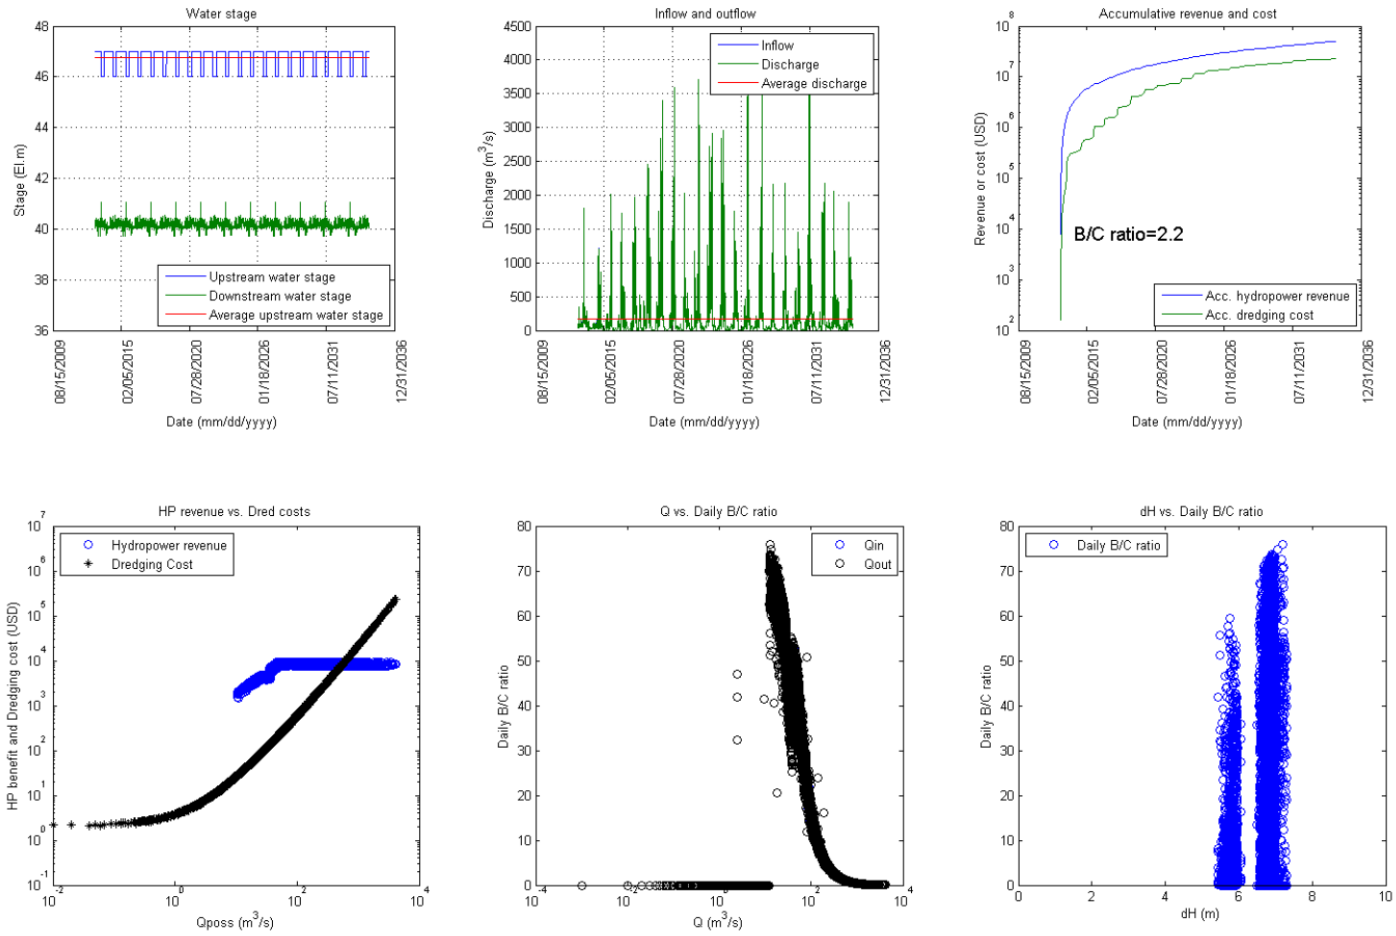 Water stage
48
46
44
42
40
38
36
Stage (El.m)
Upstream water stage
Downstream water stage
Average upstream water stage
08/15/2009
02/05/2015
07/28/2020
01/18/2026
07/11/2031
12/31/2036
Date (mm/dd/yyyy)
Inflow and outflow
4500
4000
3500
3000
2500
2000
1500
1000
500
0
Discharge (m³/s)
Inflow
Discharge
Average discharge
08/15/2009
02/05/2015
07/28/2020
01/18/2026
07/11/2031
12/31/2036
Date (mm/dd/yyyy)
Accumulative revenue and cost
10⁸
10⁷
10⁶
10⁵
10⁴
10³
10²
Revenue or cost (USD)
B/C ratio=2.2
Acc. hydropower revenue
Acc. dredging cost
08/15/2009
02/05/2015
07/28/2020
01/18/2026
07/11/2031
12/31/2036
Date (mm/dd/yyyy)
HP revenue vs. Dred costs
10⁷
10⁶
10⁵
10⁴
10³
10²
10¹
10⁰
10⁻¹
HP benefit and Dredging cost (USD)
Hydropower revenue
Dredging Cost
10⁻² 10⁰ 10² 10⁴
Qposs (m³/s)
Q vs. Daily B/C ratio
80
70
60
50
40
30
20
10
0
Daily B/C ratio
Qin
Qout
10⁻⁴ 10⁻² 10⁰ 10² 10⁴
Q (m³/s)
dH vs. Daily B/C ratio
80
70
60
50
40
30
20
10
0
Daily B/C ratio
Daily B/C ratio
0 2 4 6 8 10
dH (m)